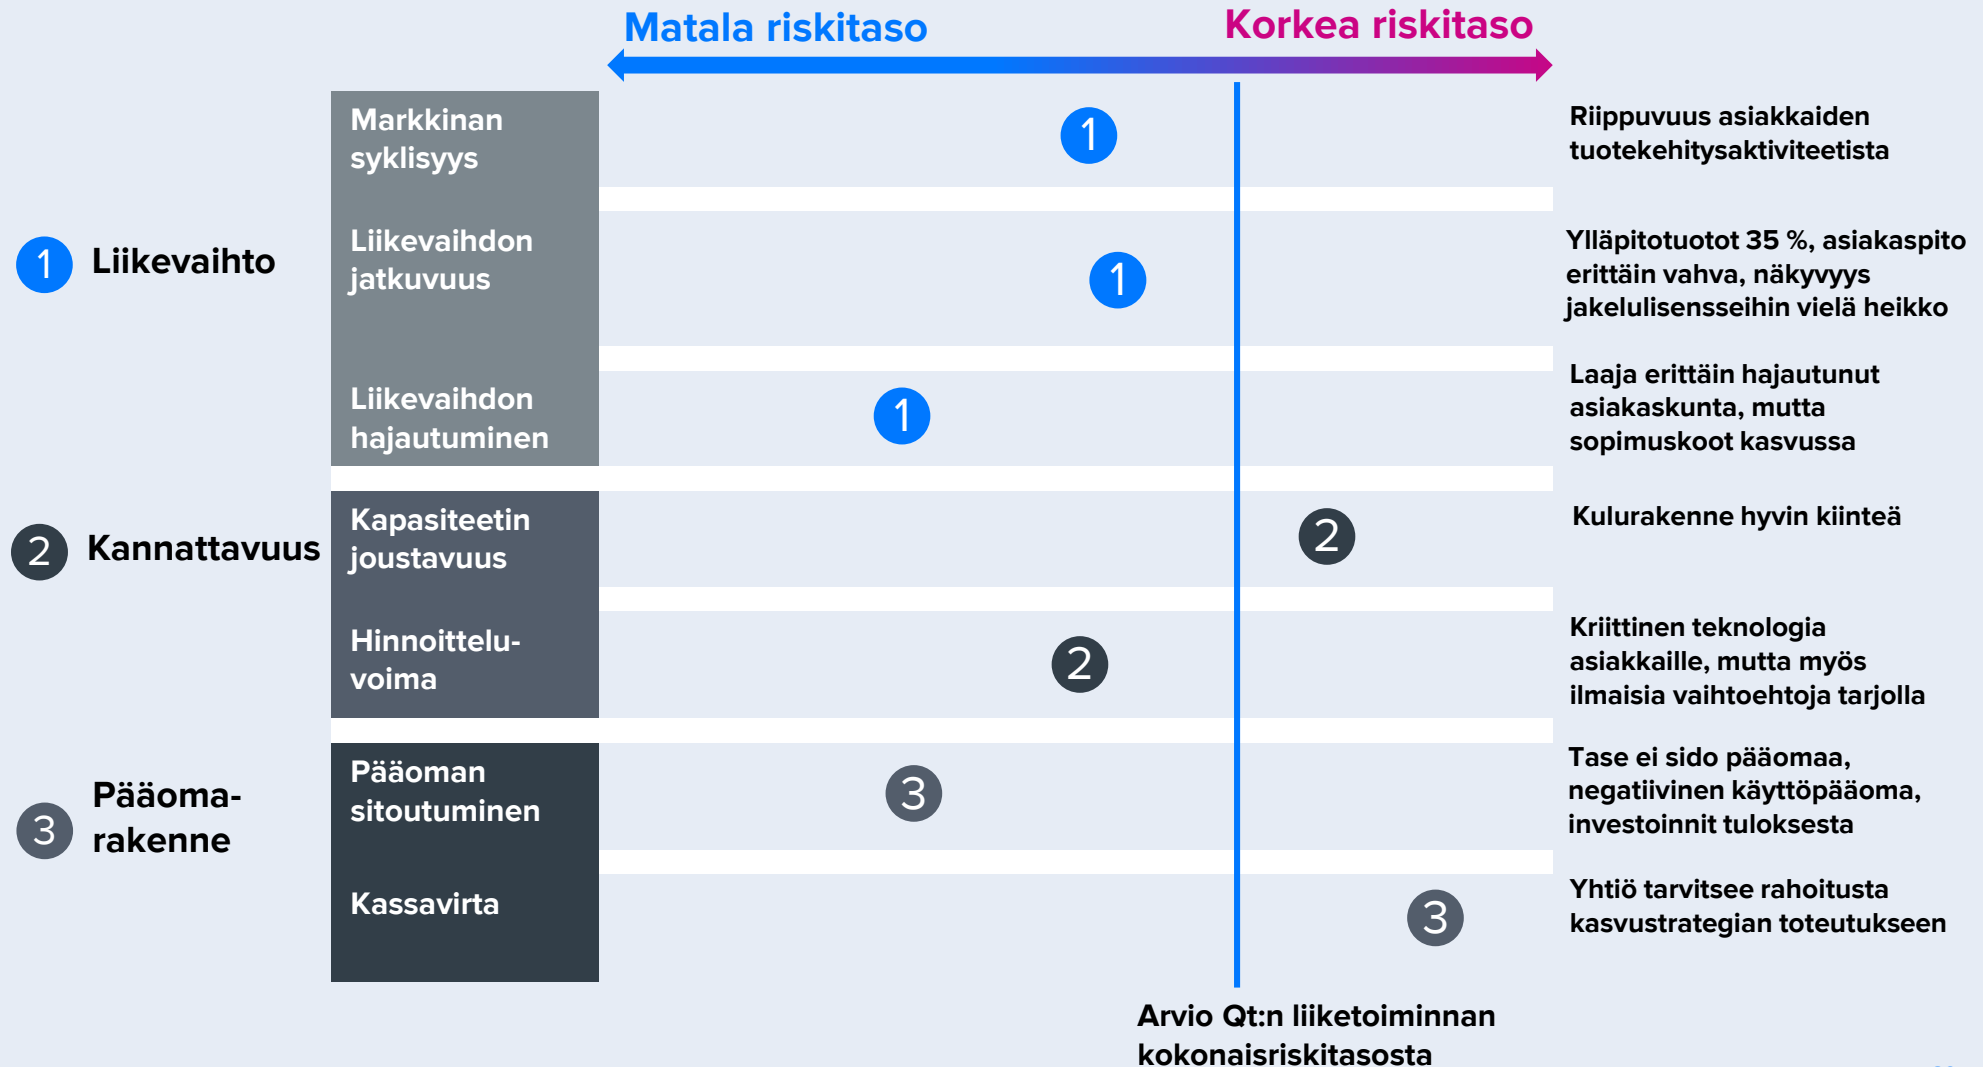 Matala riskitaso
Korkea riskitaso
Markkinan
syklisyys
1
Riippuvuus asiakkaiden
tuotekehitysaktiviteetista
1 Liikevaihto
Liikevaihdon
jatkuvuus
1
Ylläpitotuotot 35 %, asiakaspito
erittäin vahva, näkyvyys
jakelulisensseihin vielä heikko
Liikevaihdon
hajautuminen
1
Laaja erittäin hajautunut
asiakaskunta, mutta
sopimuskoot kasvussa
2 Kannattavuus
Kapasiteetin
joustavuus
2
Kulurakenne hyvin kiinteä
Hinnoittelu-
voima
2
Kriittinen teknologia
asiakkaille, mutta myös
ilmaisia vaihtoehtoja tarjolla
3 Pääoma-
rakenne
Pääoman
sitoutuminen
3
Tase ei sido pääomaa,
negatiivinen käyttöpääoma,
investoinnit tuloksesta
Kassavirta
3
Yhtiö tarvitsee rahoitusta
kasvustrategian toteutukseen
Arvio Qt:n liiketoiminnan
kokonaisriskitasosta